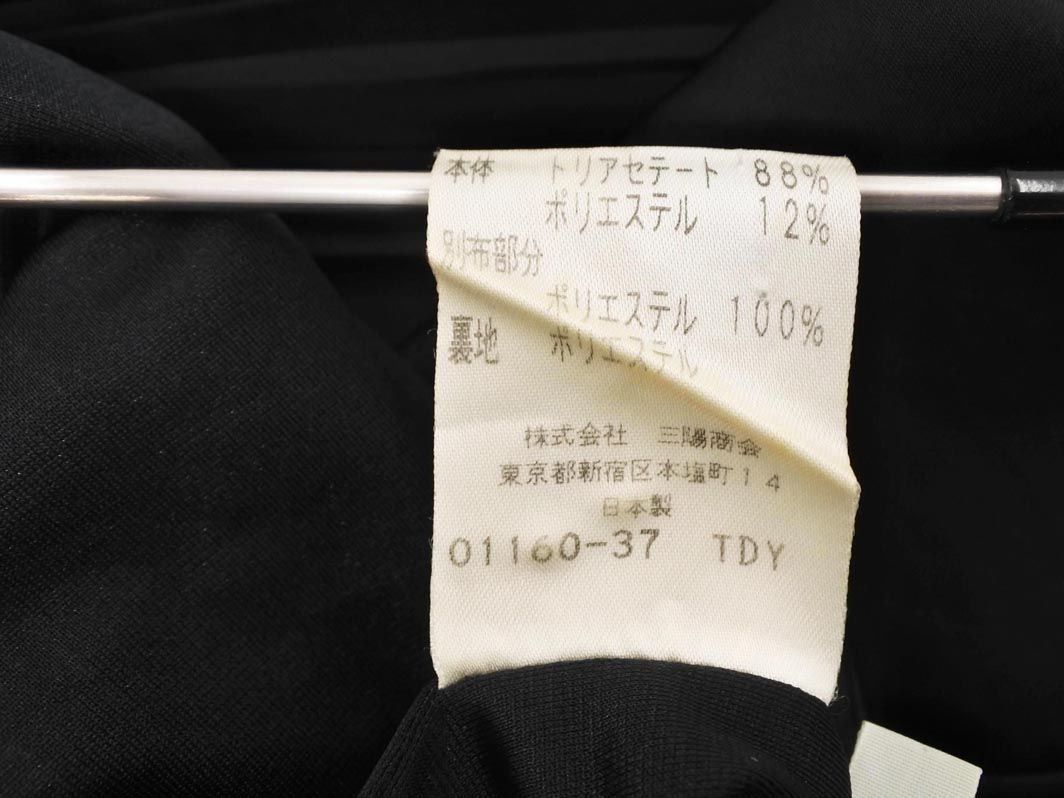 本体 トリアセテート 88%
ポリエステル 12%
別布部分
ポリエステル 100%
裏地 ポリエステル
株式会社 三陽商会
東京都新宿区本塩町14
日本製
01160-37 TDY